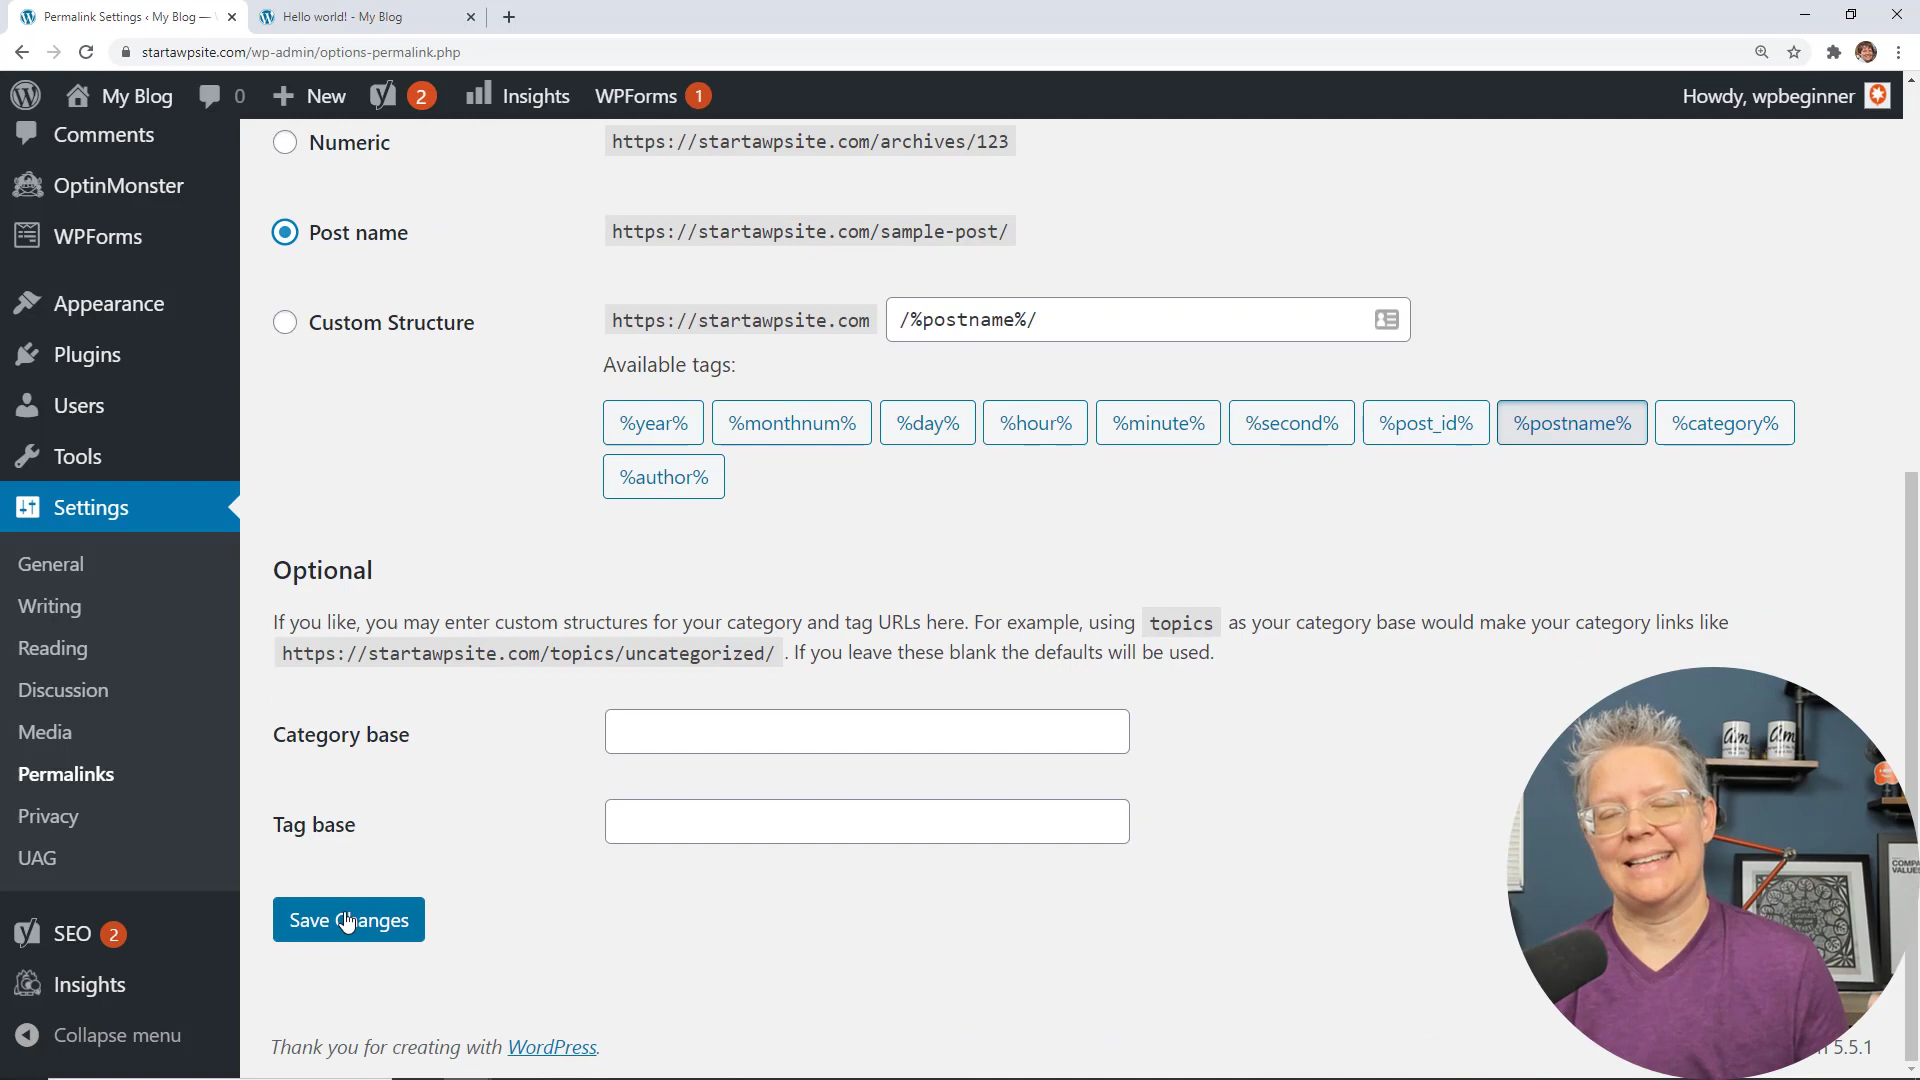 Permalink Settings ‹ My Blog —
Hello world! - My Blog
startawpsite.com/wp-admin/options-permalink.php
My Blog 0 New 2 Insights WPForms 1 Howdy, wpbeginner
Comments
OptinMonster
WPForms
Appearance
Plugins
Users
Tools
Settings
General
Writing
Reading
Discussion
Media
Permalinks
Privacy
UAG
SEO 2
Insights
Collapse menu
Numeric https://startawpsite.com/archives/123
Post name https://startawpsite.com/sample-post/
Custom Structure https://startawpsite.com /%postname%/
Available tags:
%year% %monthnum% %day% %hour% %minute% %second% %post_id% %postname% %category%
%author%
Optional
If you like, you may enter custom structures for your category and tag URLs here. For example, using topics as your category base would make your category links like
https://startawpsite.com/topics/uncategorized/ . If you leave these blank the defaults will be used.
Category base
Tag base
Save Changes
Thank you for creating with WordPress.
5.5.1
COMPA
VALUES